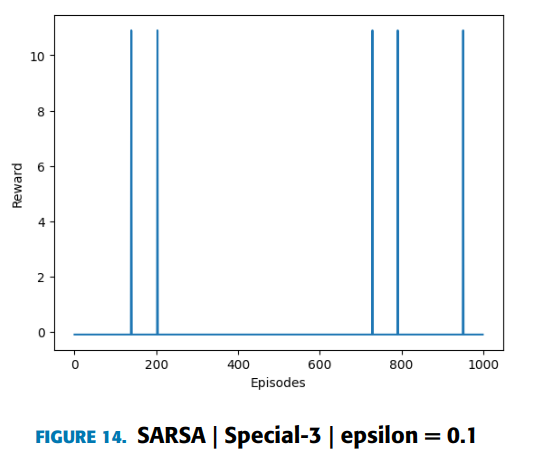 10
8
6
4
2
0
Reward
0 200 400 600 800 1000
Episodes
FIGURE 14. SARSA | Special-3 | epsilon = 0.1